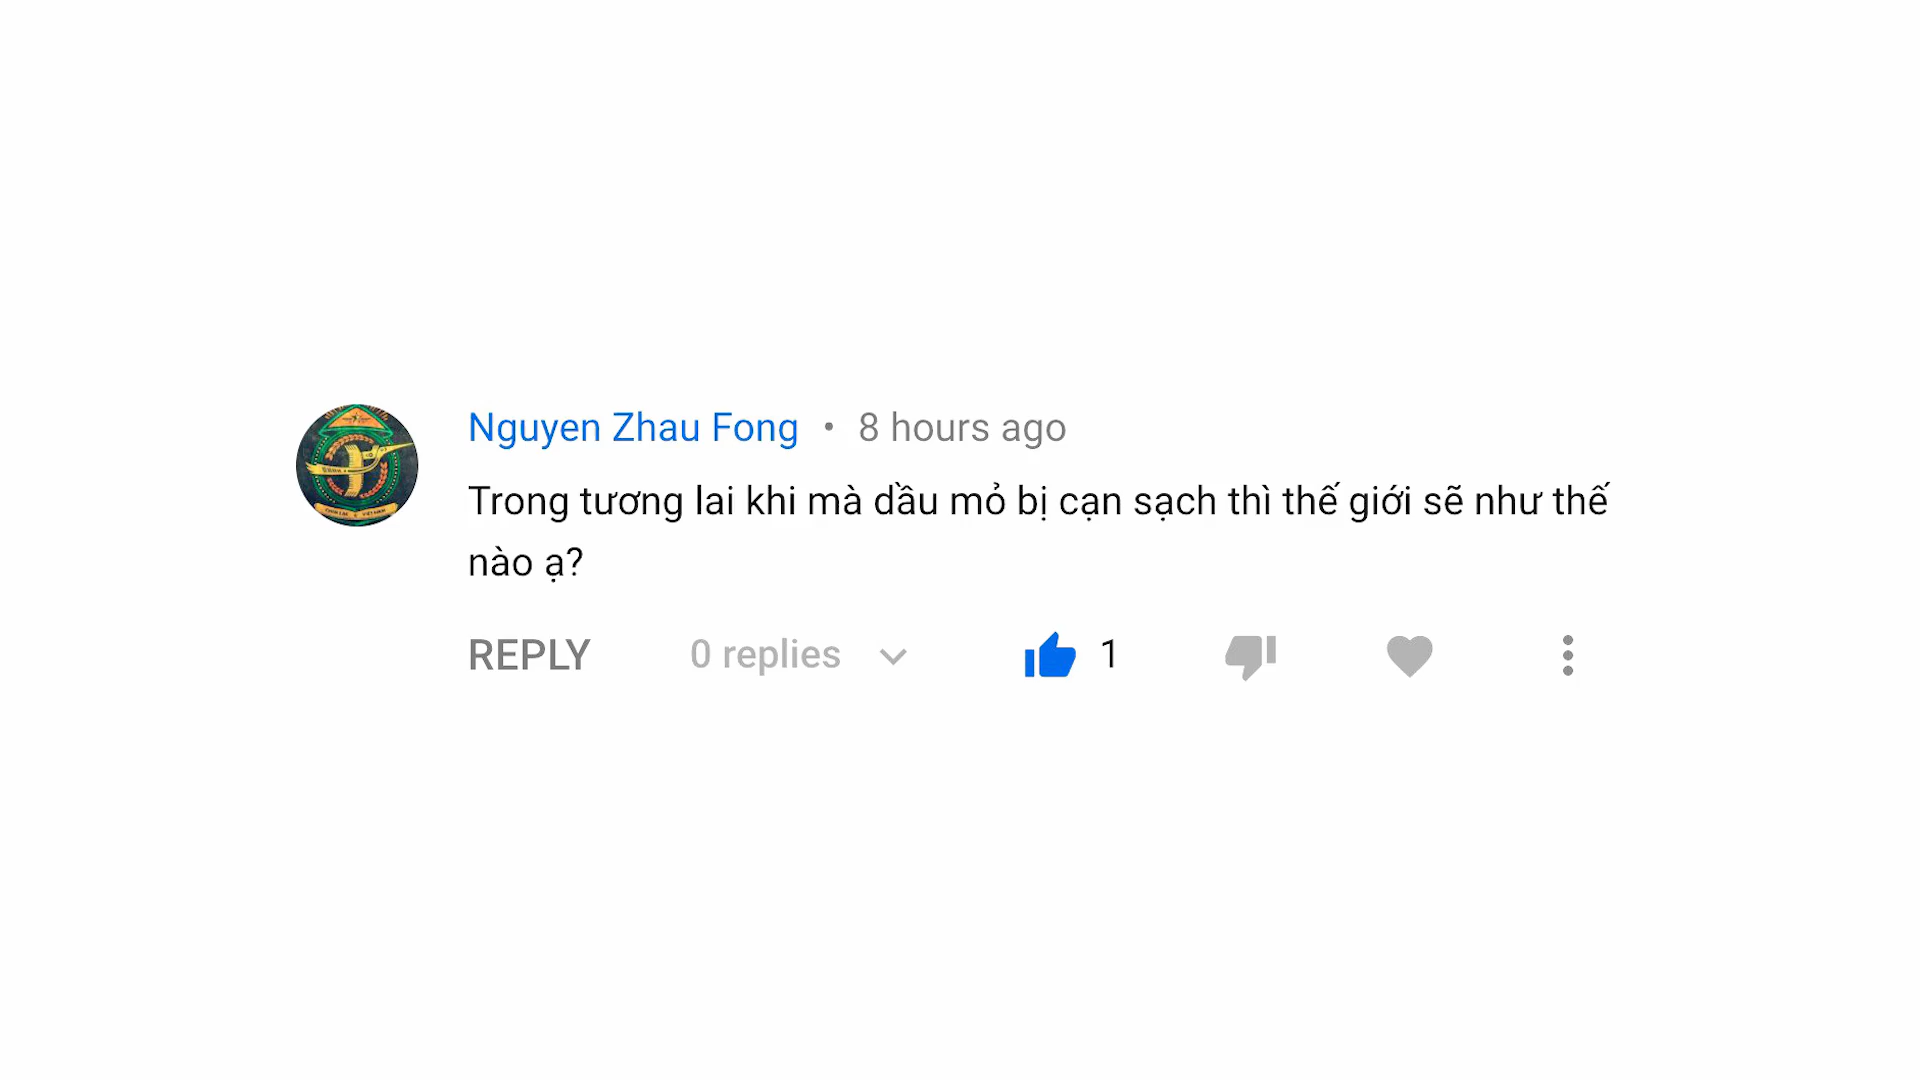 Nguyen Zhau Fong • 8 hours ago
Trong tương lai khi mà dầu mỏ bị cạn sạch thì thế giới sẽ như thế
nào ạ?
REPLY 0 replies 1